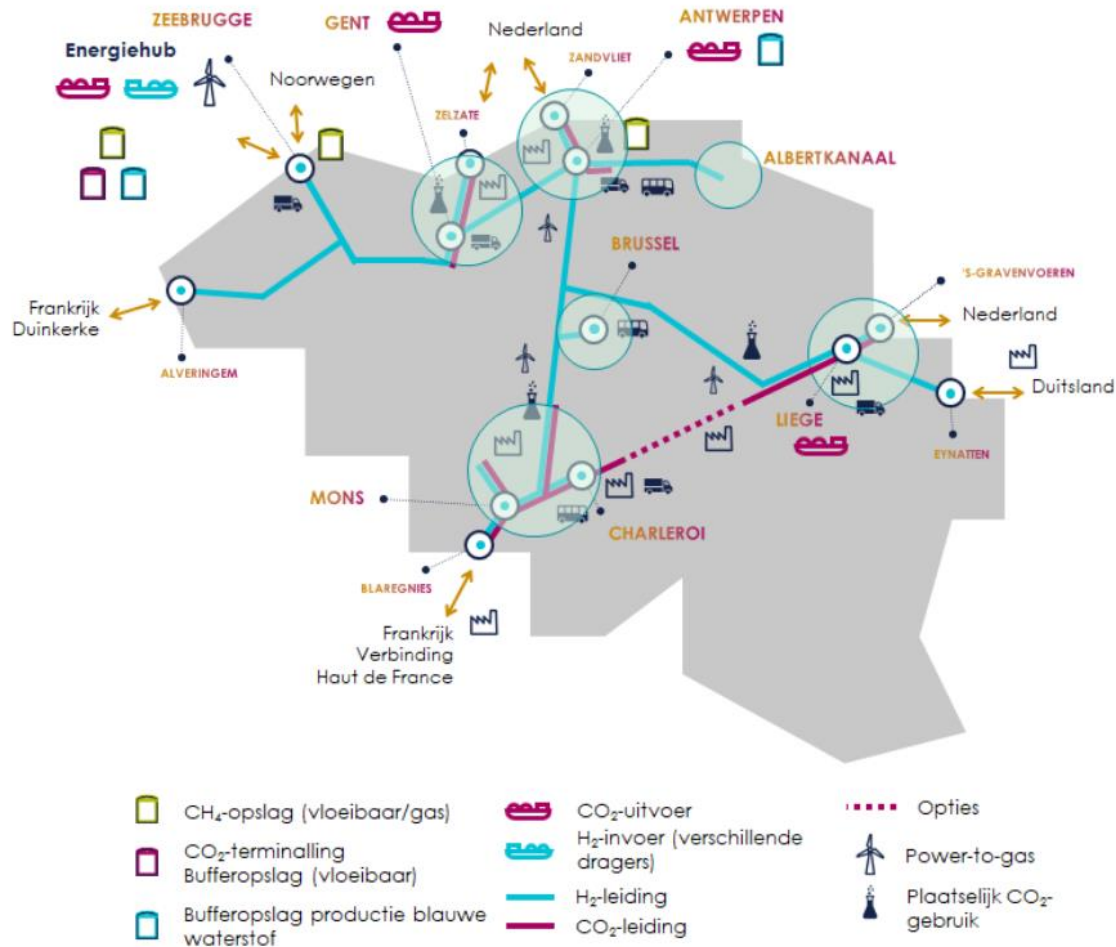 ZEEBRUGGE
GENT
Nederland
ANTWERPEN
Energiehub
Noorwegen
ZANDVLIET
ZELZATE
ALBERTKANAAL
BRUSSEL
'S-GRAVENVOEREN
Nederland
Frankrijk
Duinkerke
ALVERINGEM
Duitsland
LIEGE
EYNATTEN
MONS
CHARLEROI
BLAREGNIES
Frankrijk
Verbinding
Haut de France
CH₄-opslag (vloeibaar/gas)
CO₂-terminalling
Bufferopslag (vloeibaar)
Bufferopslag productie blauwe
waterstof
CO₂-uitvoer
H₂-invoer (verschillende
dragers)
H₂-leiding
CO₂-leiding
Opties
Power-to-gas
Plaatselijk CO₂-
gebruik